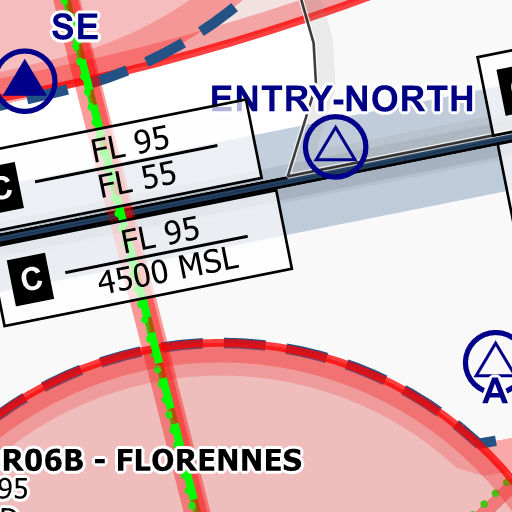 SE
ENTRY-NORTH
C
FL 95
FL 55
C
FL 95
4500 MSL
A
R06B - FLORENNES
95